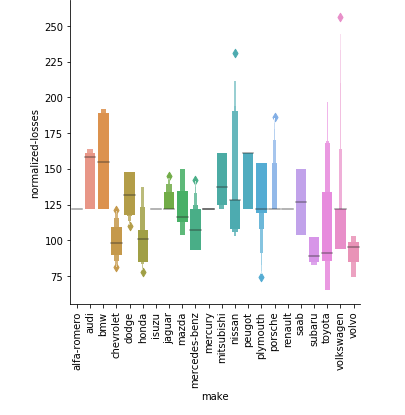 250
225
200
175
150
125
100
75
normalized-losses
alfa-romero
audi
bmw
chevrolet
dodge
honda
isuzu
jaguar
mazda
mercedes-benz
mercury
mitsubishi
nissan
peugot
plymouth
porsche
renault
saab
subaru
toyota
volkswagen
volvo
make